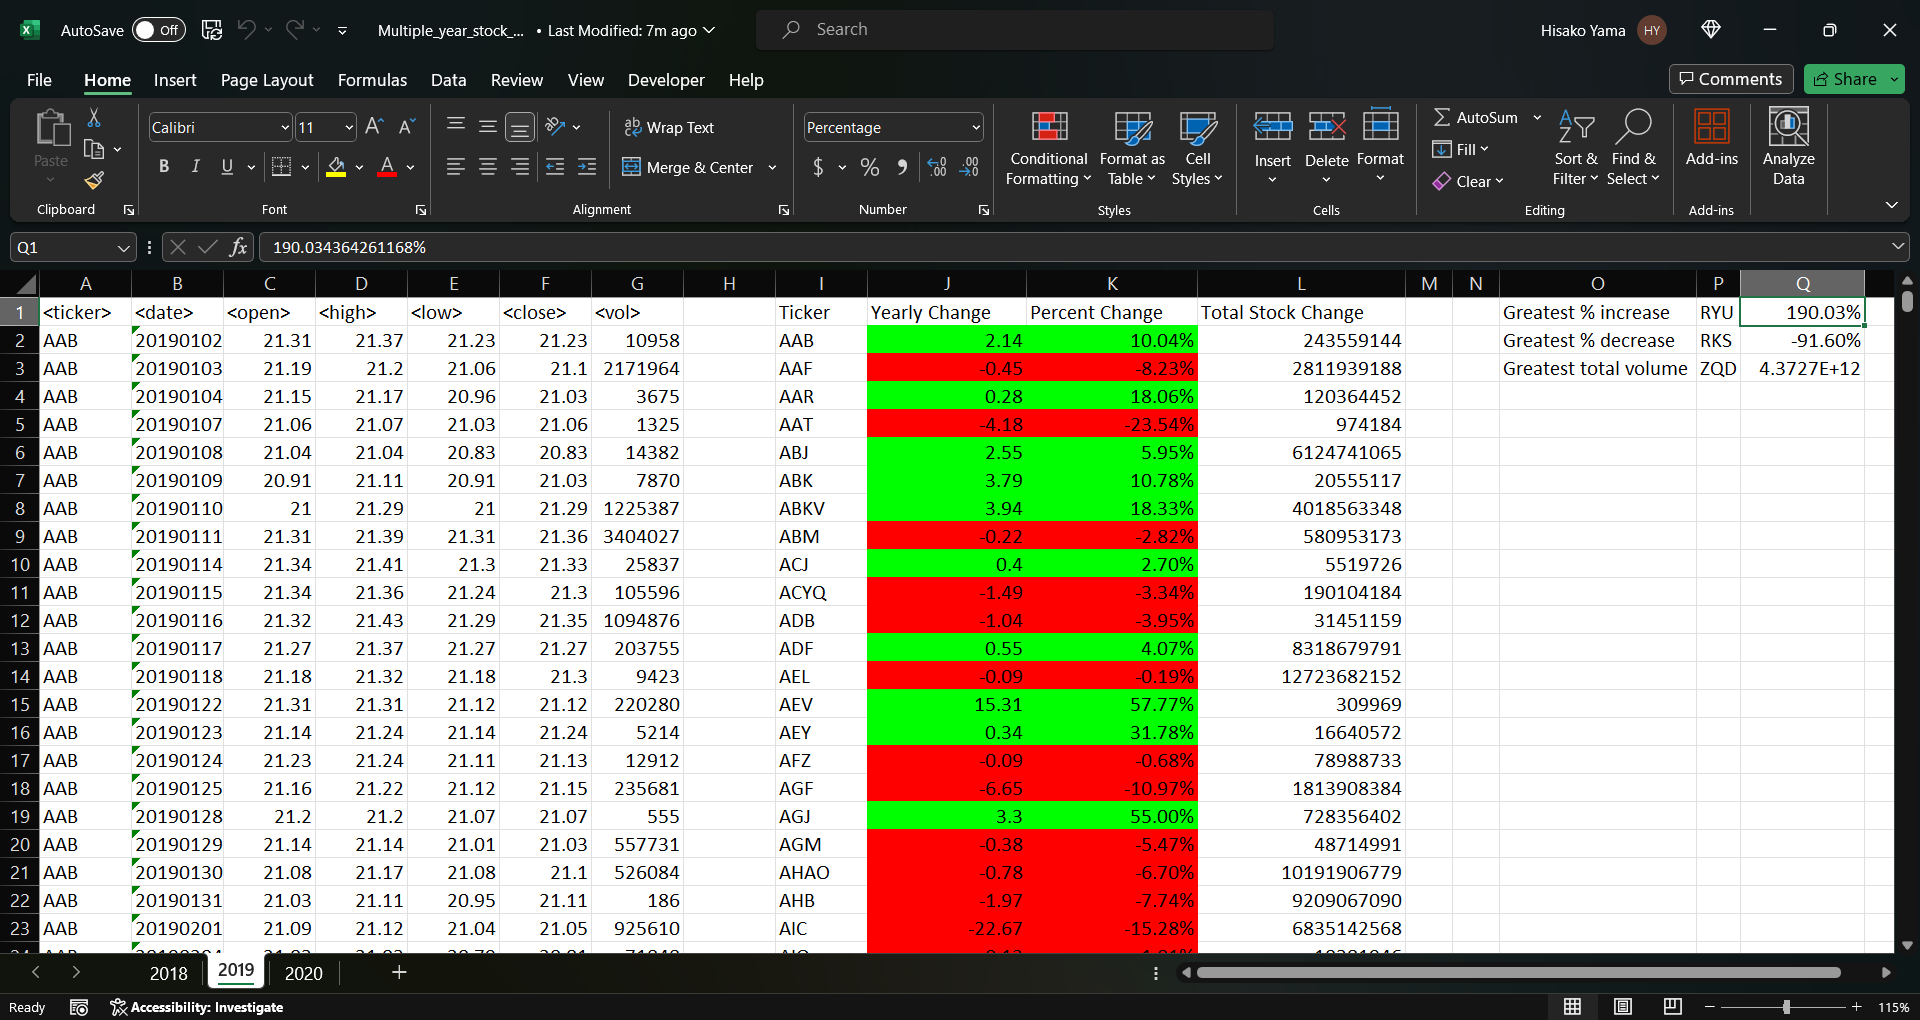 AutoSave Off Multiple_year_stock_... • Last Modified: 7m ago Search Hisako Yama HY
File Home Insert Page Layout Formulas Data Review View Developer Help Comments Share
Paste Calibri 11 Wrap Text Percentage Conditional Formatting Format as Table Cell Styles Insert Delete Format AutoSum Fill Clear Sort & Filter Find & Select Add-ins Analyze Data
B I U A Merge & Center $ % 9
Clipboard Font Alignment Number Styles Cells Editing Add-ins
Q1 fx 190.034364261168%
A B C D E F G H I J K L M N O P Q
1 <ticker> <date> <open> <high> <low> <close> <vol> Ticker Yearly Change Percent Change Total Stock Change Greatest % increase RYU 190.03%
2 AAB 20190102 21.31 21.37 21.23 21.23 10958 AAB 2.14 10.04% 243559144 Greatest % decrease RKS -91.60%
3 AAB 20190103 21.19 21.2 21.06 21.1 2171964 AAF -0.45 -8.23% 2811939188 Greatest total volume ZQD 4.3727E+12
4 AAB 20190104 21.15 21.17 20.96 21.03 3675 AAR 0.28 18.06% 120364452
5 AAB 20190107 21.06 21.07 21.03 21.06 1325 AAT -4.18 -23.54% 974184
6 AAB 20190108 21.04 21.04 20.83 20.83 14382 ABJ 2.55 5.95% 6124741065
7 AAB 20190109 20.91 21.11 20.91 21.03 7870 ABK 3.79 10.78% 20555117
8 AAB 20190110 21 21.29 21 21.29 1225387 ABKV 3.94 18.33% 4018563348
9 AAB 20190111 21.31 21.39 21.31 21.36 3404027 ABM -0.22 -2.82% 580953173
10 AAB 20190114 21.34 21.41 21.3 21.33 25837 ACJ 0.4 2.70% 5519726
11 AAB 20190115 21.34 21.36 21.24 21.3 105596 ACYQ -1.49 -3.34% 190104184
12 AAB 20190116 21.32 21.43 21.29 21.35 1094876 ADB -1.04 -3.95% 31451159
13 AAB 20190117 21.27 21.37 21.27 21.27 203755 ADF 0.55 4.07% 8318679791
14 AAB 20190118 21.18 21.32 21.18 21.3 9423 AEL -0.09 -0.19% 12723682152
15 AAB 20190122 21.31 21.31 21.12 21.12 220280 AEV 15.31 57.77% 309969
16 AAB 20190123 21.14 21.24 21.14 21.24 5214 AEY 0.34 31.78% 16640572
17 AAB 20190124 21.23 21.24 21.11 21.13 12912 AFZ -0.09 -0.68% 78988733
18 AAB 20190125 21.16 21.22 21.12 21.15 235681 AGF -6.65 -10.97% 1813908384
19 AAB 20190128 21.2 21.2 21.07 21.07 555 AGJ 3.3 55.00% 728356402
20 AAB 20190129 21.14 21.14 21.01 21.03 557731 AGM -0.38 -5.47% 48714991
21 AAB 20190130 21.08 21.17 21.08 21.1 526084 AHAO -0.78 -6.70% 10191906779
22 AAB 20190131 21.03 21.11 20.95 21.11 186 AHB -1.97 -7.74% 9209067090
23 AAB 20190201 21.09 21.12 21.04 21.05 925610 AIC -22.67 -15.28% 6835142568
2018 2019 2020 +
Ready Accessibility: Investigate 115%